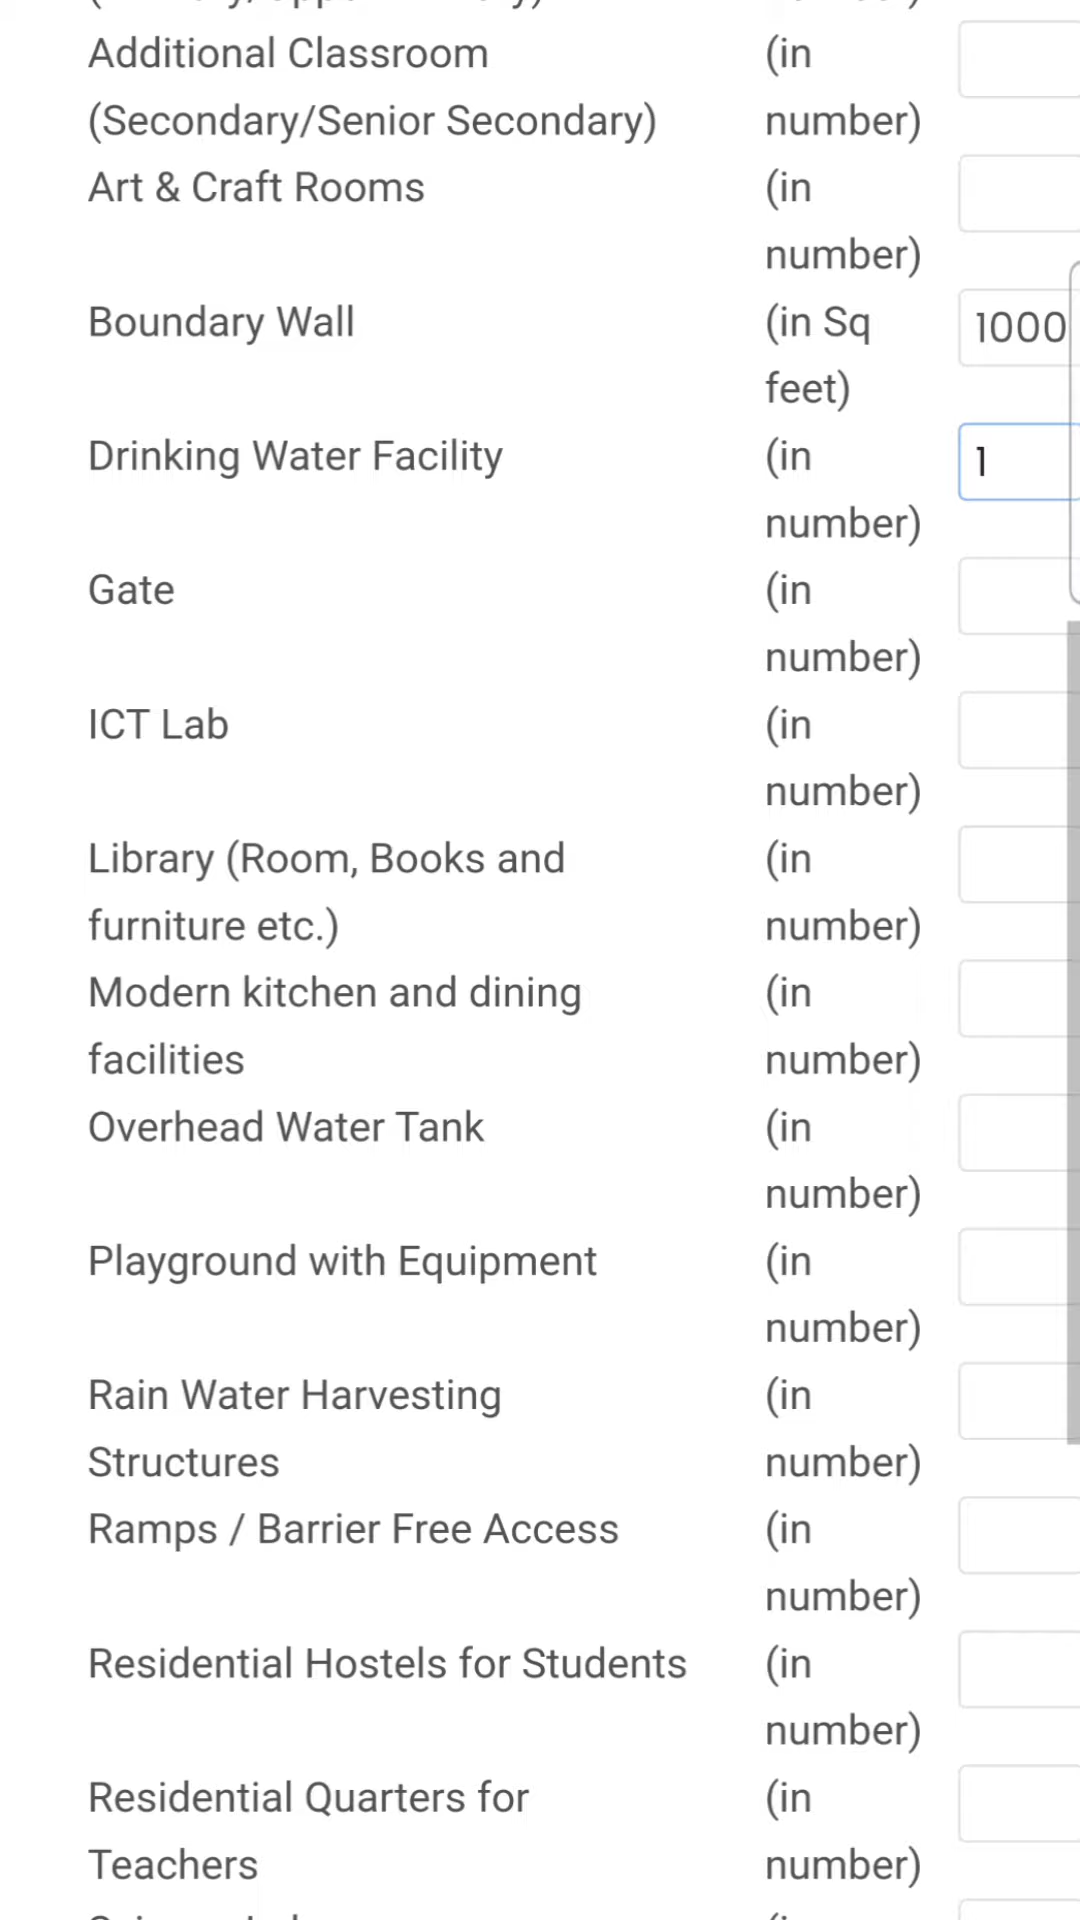 Additional Classroom (in
(Secondary/Senior Secondary) number)
Art & Craft Rooms (in
number)
Boundary Wall (in Sq 1000
feet)
Drinking Water Facility (in 1
number)
Gate (in
number)
ICT Lab (in
number)
Library (Room, Books and (in
furniture etc.) number)
Modern kitchen and dining (in
facilities number)
Overhead Water Tank (in
number)
Playground with Equipment (in
number)
Rain Water Harvesting (in
Structures number)
Ramps / Barrier Free Access (in
number)
Residential Hostels for Students (in
number)
Residential Quarters for (in
Teachers number)